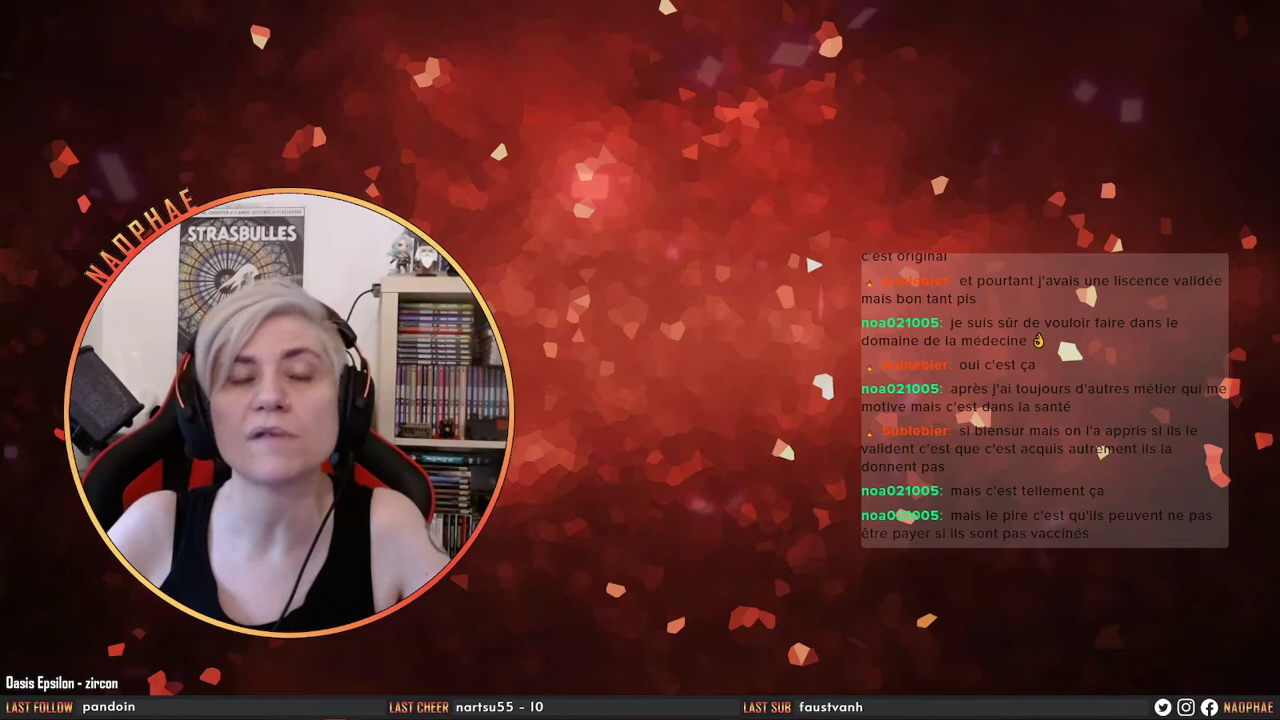 NAOPHAE
STRASBULLES
c'est original
bublebier: et pourtant j'avais une liscence validée
mais bon tant pis
noa021005: je suis sûr de vouloir faire dans le
domaine de la médecine 👌
bublebier: oui c'est ça
noa021005: après j'ai toujours d'autres métier qui me
motive mais c'est dans la santé
bublebier: si biensur mais on l'a appris si ils le
valident c'est que c'est acquis autrement ils la
donnent pas
noa021005: mais c'est tellement ça
noa021005: mais le pire c'est qu'ils peuvent ne pas
être payer si ils sont pas vaccinés
Oasis Epsilon - zircon
LAST FOLLOW pandoin
LAST CHEER nartsu55 - 10
LAST SUB faustvanh
NAOPHAE